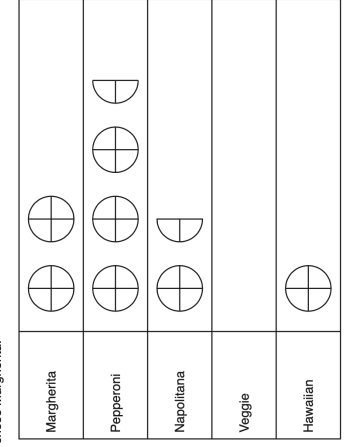 Margherita
Pepperoni
Napolitana
Veggie
Hawaiian